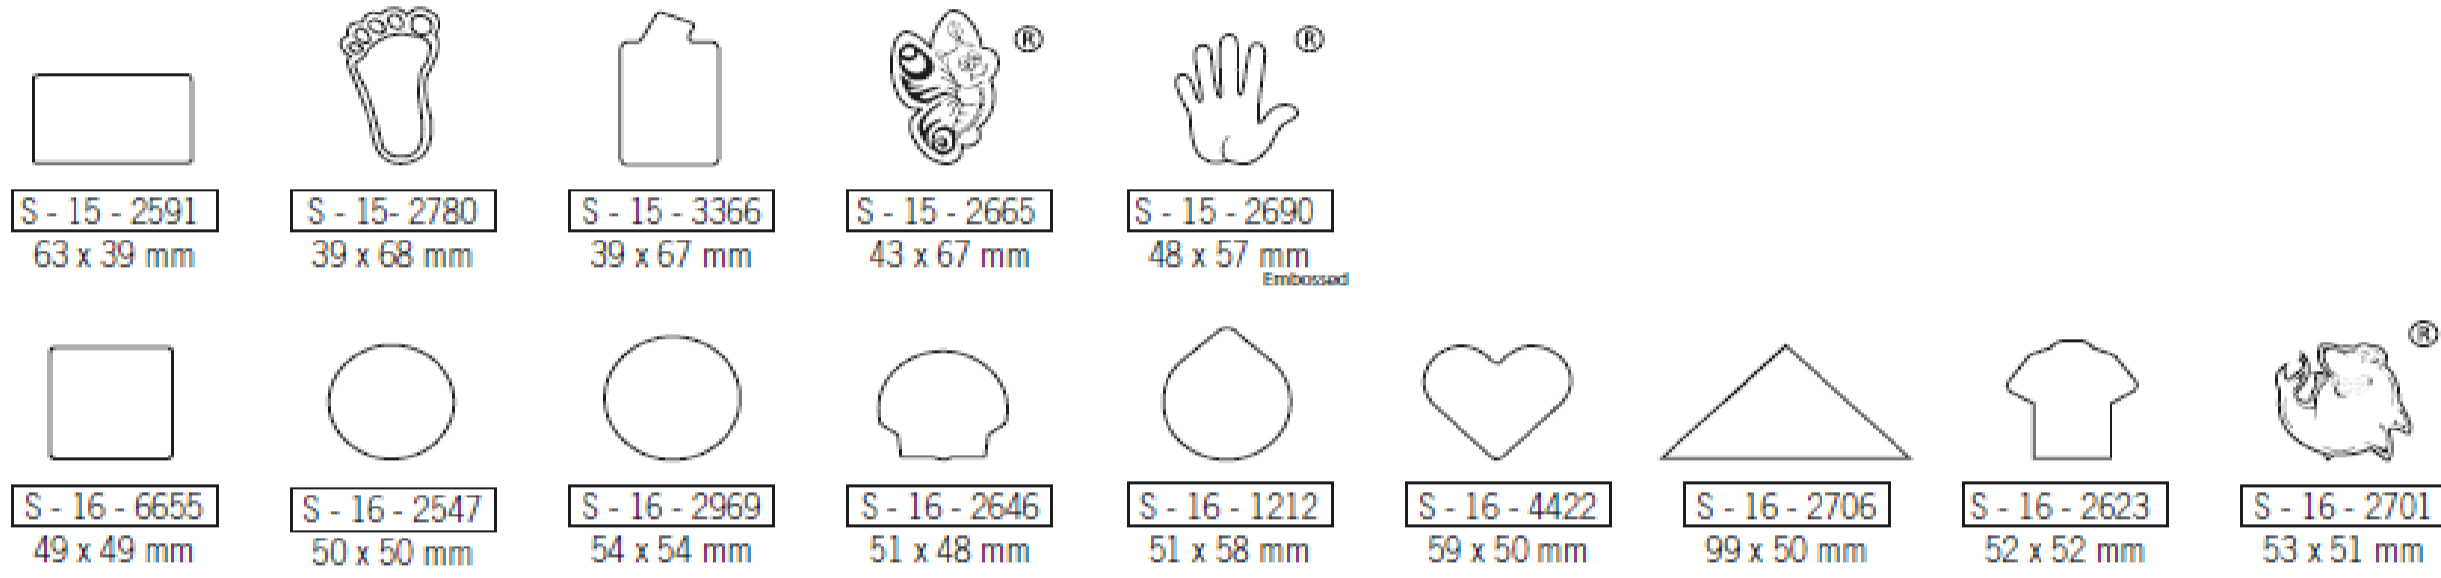 ®
®
S - 15 - 2591
S - 15- 2780
S - 15 - 3366
S - 15 - 2665
S - 15 - 2690
63 x 39 mm
39 x 68 mm
39 x 67 mm
43 x 67 mm
48 x 57 mm
Embossed
®
S - 16 - 6655
S - 16 - 2547
S - 16 - 2969
S - 16 - 2646
S - 16 - 1212
S - 16 - 4422
S - 16 - 2706
S - 16 - 2623
S - 16 - 2701
49 x 49 mm
50 x 50 mm
54 x 54 mm
51 x 48 mm
51 x 58 mm
59 x 50 mm
99 x 50 mm
52 x 52 mm
53 x 51 mm